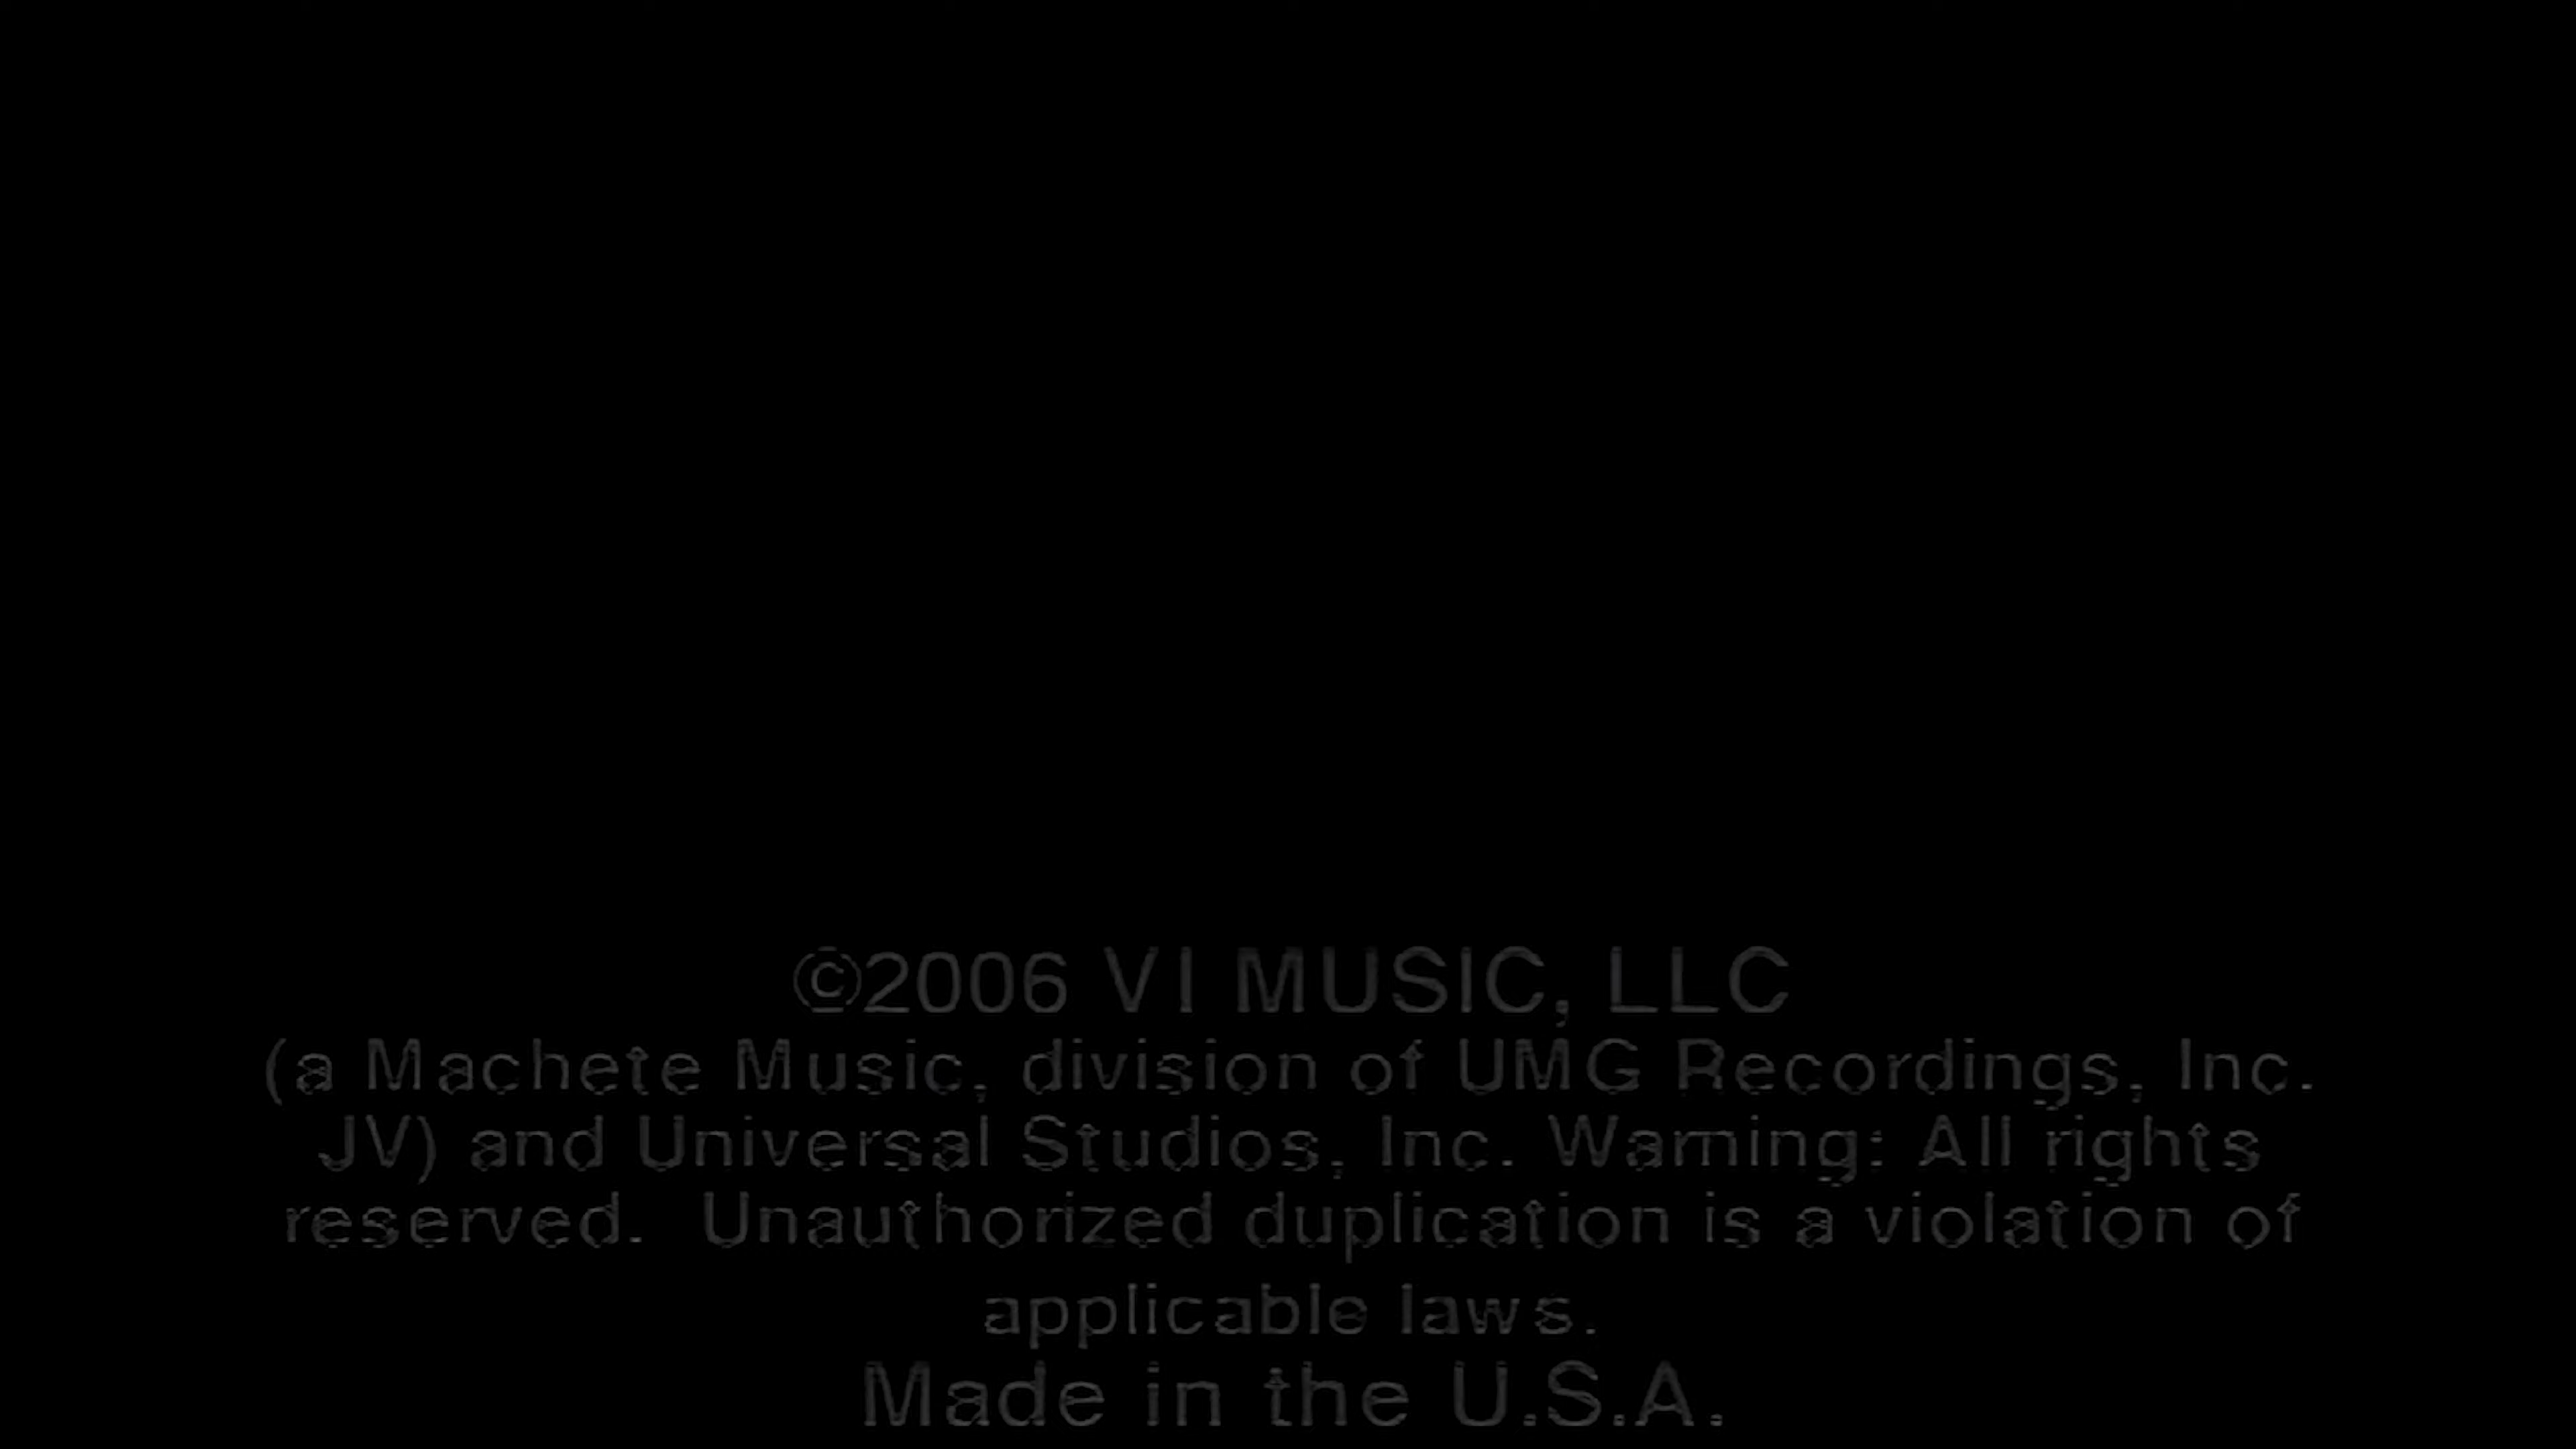 ©2006 VI MUSIC, LLC
(a Machete Music, division of UMG Recordings, Inc.
JV) and Universal Studios, Inc. Warning: All rights
reserved.  Unauthorized duplication is a violation of
applicable laws.
Made in the U.S.A.